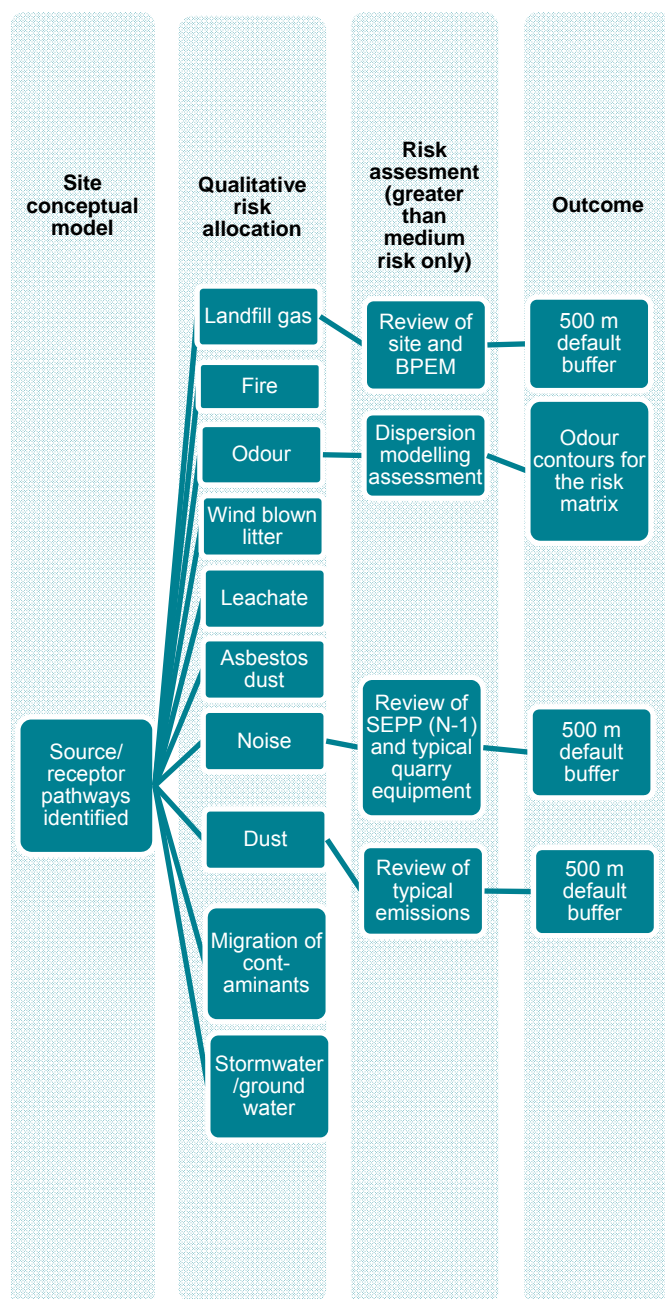 Site
conceptual
model
Qualitative
risk
allocation
Risk
assesment
(greater
than
medium
risk only)
Outcome
Source/
receptor
pathways
identified
Landfill gas
Fire
Odour
Wind blown
litter
Leachate
Asbestos
dust
Noise
Dust
Migration of
cont-
aminants
Stormwater
/ground
water
Review of
site and
BPEM
Dispersion
modelling
assessment
Review of
SEPP (N-1)
and typical
quarry
equipment
Review of
typical
emissions
500 m
default
buffer
Odour
contours for
the risk
matrix
500 m
default
buffer
500 m
default
buffer